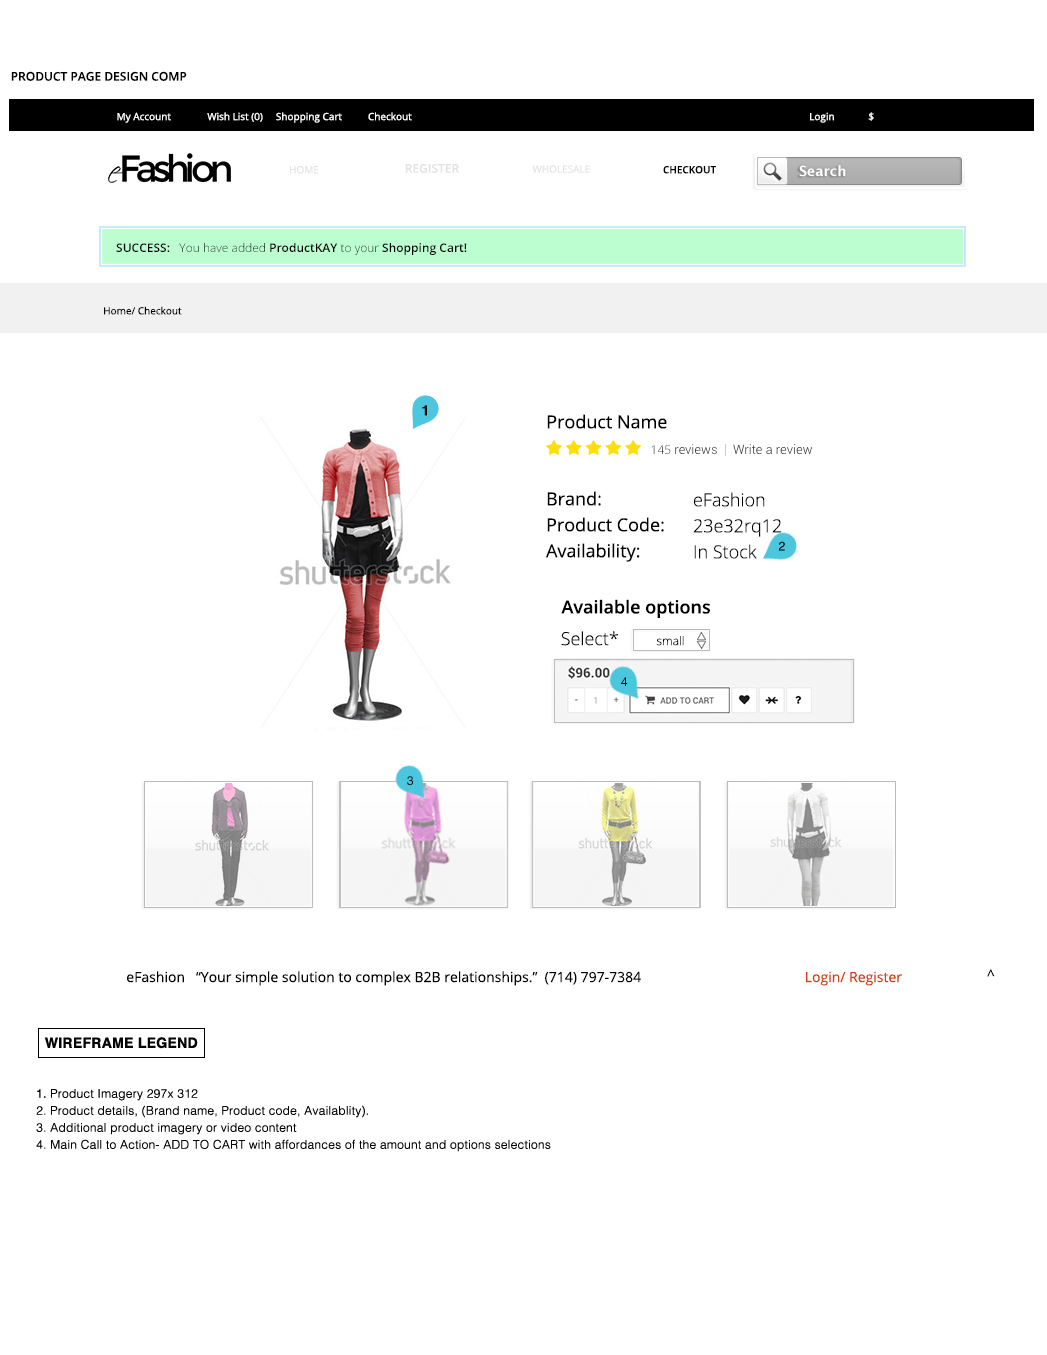 PRODUCT PAGE DESIGN COMP
My Account Wish List (0) Shopping Cart Checkout Login $
eFashion HOME REGISTER WHOLESALE CHECKOUT Search
SUCCESS: You have added ProductKAY to your Shopping Cart!
Home/ Checkout
1
Product Name
145 reviews | Write a review
Brand: eFashion
Product Code: 23e32rq12
Availability: In Stock 2
shutterstock
Available options
Select* small
$96.00 4
- 1 + ADD TO CART ?
3
shutterstock shutterstock shutterstock shutterstock
eFashion “Your simple solution to complex B2B relationships.” (714) 797-7384 Login/ Register ^
WIREFRAME LEGEND
1. Product Imagery 297x 312
2. Product details, (Brand name, Product code, Availablity).
3. Additional product imagery or video content
4. Main Call to Action- ADD TO CART with affordances of the amount and options selections